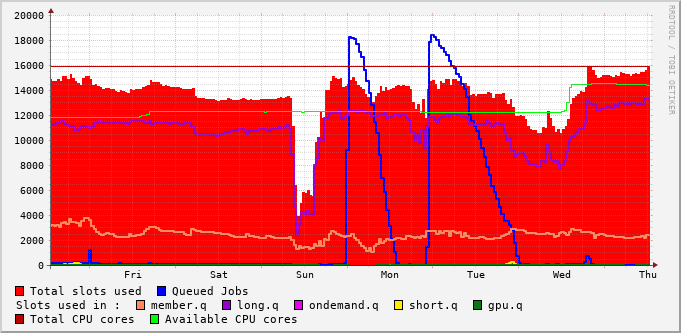 20000
18000
16000
14000
12000
10000
8000
6000
4000
2000
0
Fri Sat Sun Mon Tue Wed Thu
RRDTOOL / TOBI OETIKER
Total slots used Queued Jobs
Slots used in : member.q long.q ondemand.q short.q gpu.q
Total CPU cores Available CPU cores